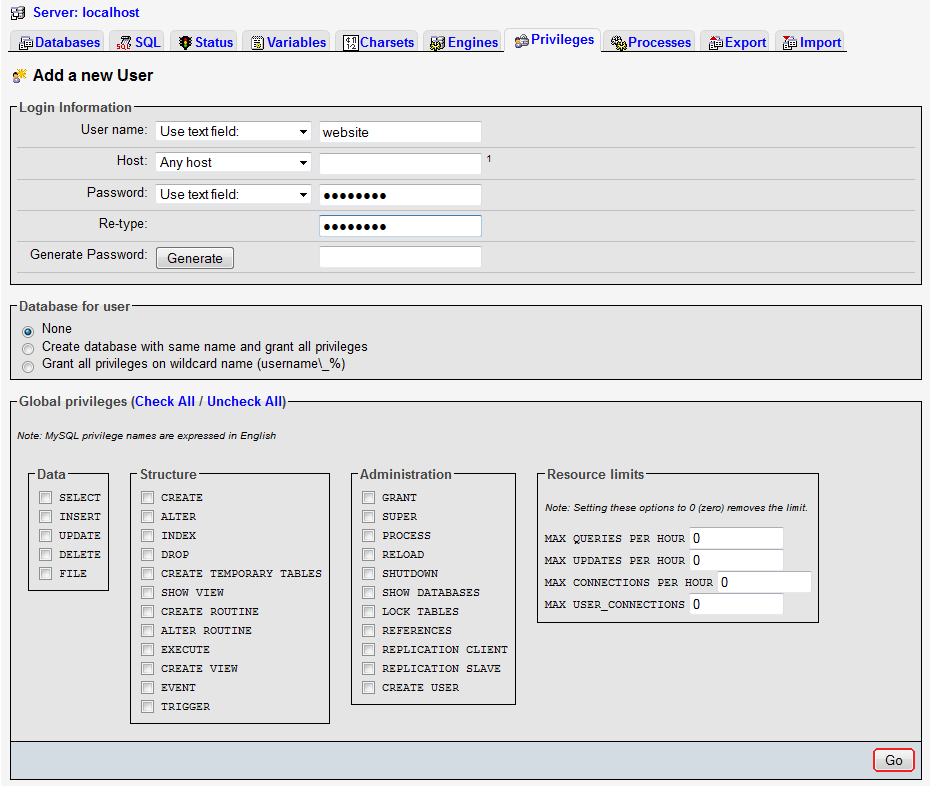 Server: localhost
Databases SQL Status Variables Charsets Engines Privileges Processes Export Import
Add a new User
Login Information
User name: Use text field: website
Host: Any host 1
Password: Use text field: ●●●●●●●●
Re-type: ●●●●●●●●
Generate Password: Generate
Database for user
None
Create database with same name and grant all privileges
Grant all privileges on wildcard name (username\_%)
Global privileges (Check All / Uncheck All)
Note: MySQL privilege names are expressed in English
Data
SELECT
INSERT
UPDATE
DELETE
FILE
Structure
CREATE
ALTER
INDEX
DROP
CREATE TEMPORARY TABLES
SHOW VIEW
CREATE ROUTINE
ALTER ROUTINE
EXECUTE
CREATE VIEW
EVENT
TRIGGER
Administration
GRANT
SUPER
PROCESS
RELOAD
SHUTDOWN
SHOW DATABASES
LOCK TABLES
REFERENCES
REPLICATION CLIENT
REPLICATION SLAVE
CREATE USER
Resource limits
Note: Setting these options to 0 (zero) removes the limit.
MAX QUERIES PER HOUR 0
MAX UPDATES PER HOUR 0
MAX CONNECTIONS PER HOUR 0
MAX USER_CONNECTIONS 0
Go